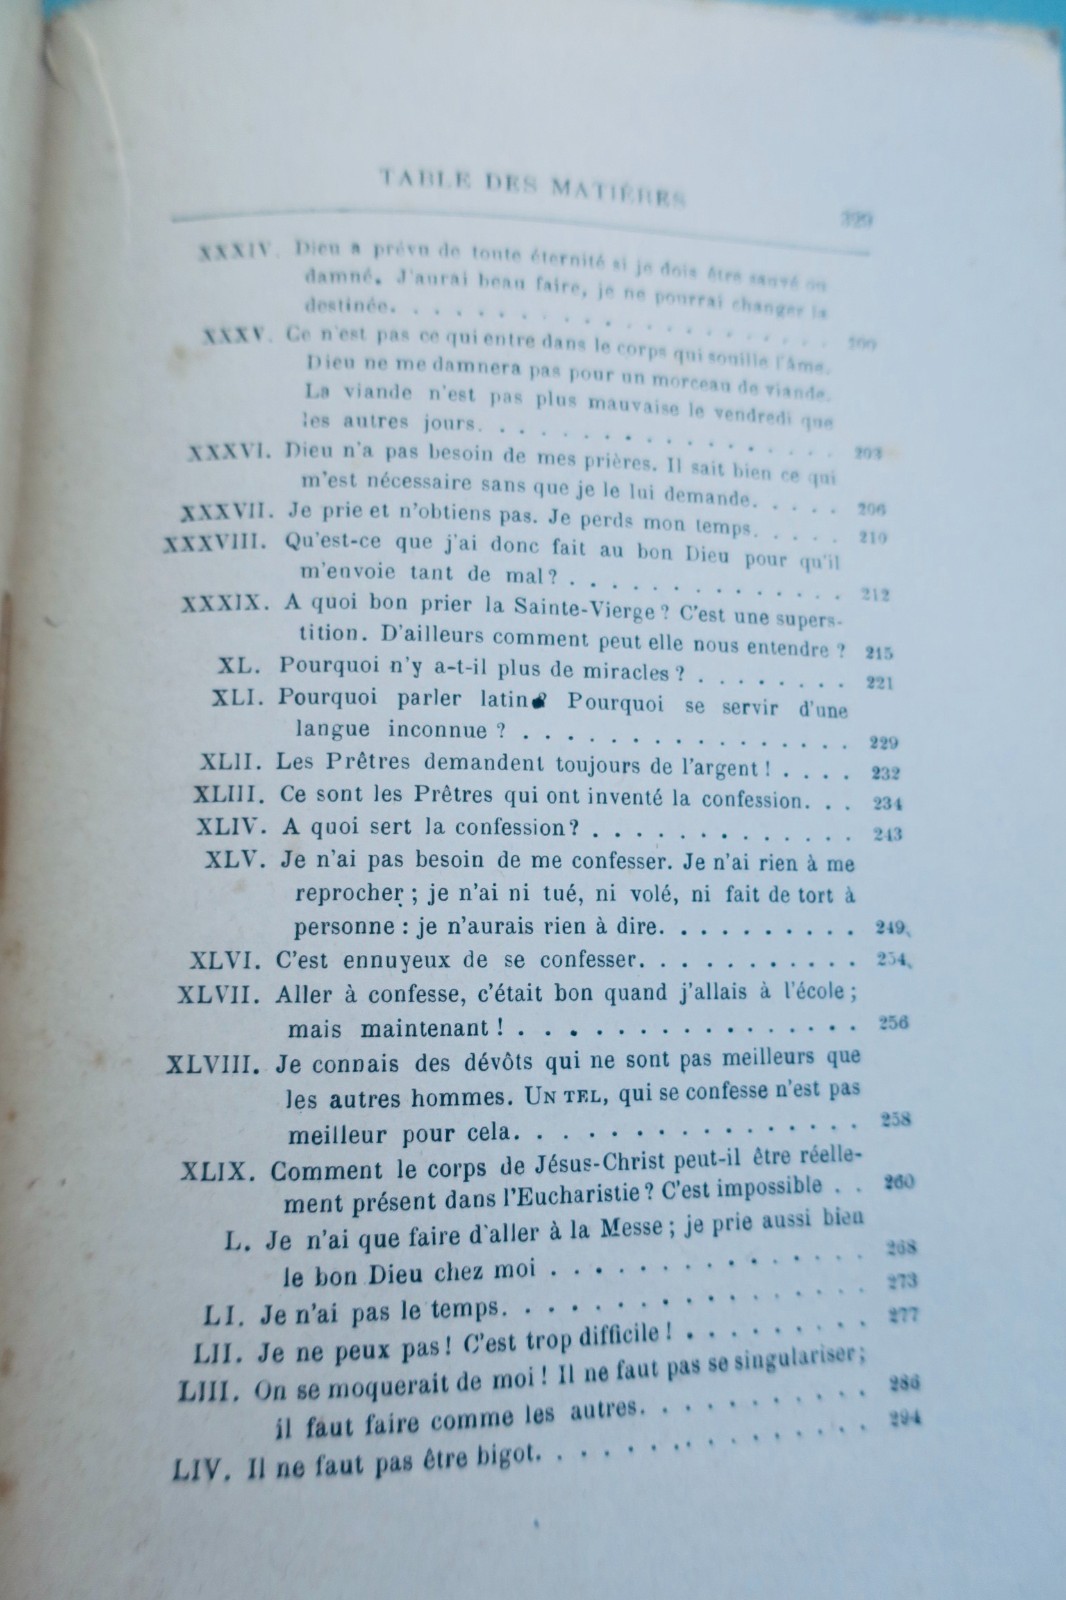 TABLE DES MATIÈRES
329
XXXIV. Dieu a prévu de toute éternité si je dois être sauvé ou
damné. J'aurai beau faire, je ne pourrai changer la
destinée. . . . . . . . . . . . . . . . . . 200
XXXV. Ce n'est pas ce qui entre dans le corps qui souille l'âme.
Dieu ne me damnera pas pour un morceau de viande.
La viande n'est pas plus mauvaise le vendredi que
les autres jours. . . . . . . . . . . . . . . 203
XXXVI. Dieu n'a pas besoin de mes prières. Il sait bien ce qui
m'est nécessaire sans que je le lui demande. . . . . 206
XXXVII. Je prie et n'obtiens pas. Je perds mon temps. . . . . 210
XXXVIII. Qu'est-ce que j'ai donc fait au bon Dieu pour qu'il
m'envoie tant de mal ? . . . . . . . . . . . . . 212
XXXIX. A quoi bon prier la Sainte-Vierge ? C'est une supers-
tition. D'ailleurs comment peut elle nous entendre ? 215
XL. Pourquoi n'y a-t-il plus de miracles ? . . . . . . . . 221
XLI. Pourquoi parler latin ? Pourquoi se servir d'une
langue inconnue ? . . . . . . . . . . . . . . . . 229
XLII. Les Prêtres demandent toujours de l'argent ! . . . . 232
XLIII. Ce sont les Prêtres qui ont inventé la confession. . . 234
XLIV. A quoi sert la confession ? . . . . . . . . . . . . . 243
XLV. Je n'ai pas besoin de me confesser. Je n'ai rien à me
reprocher ; je n'ai ni tué, ni volé, ni fait de tort à
personne : je n'aurais rien à dire. . . . . . . . . . 249
XLVI. C'est ennuyeux de se confesser. . . . . . . . . . . . 254
XLVII. Aller à confesse, c'était bon quand j'allais à l'école ;
mais maintenant ! . . . . . . . . . . . . . . . . . 256
XLVIII. Je connais des dévôts qui ne sont pas meilleurs que
les autres hommes. UN TEL, qui se confesse n'est pas
meilleur pour cela. . . . . . . . . . . . . . . . . 258
XLIX. Comment le corps de Jésus-Christ peut-il être réelle-
ment présent dans l'Eucharistie ? C'est impossible . . 260
L. Je n'ai que faire d'aller à la Messe ; je prie aussi bien
le bon Dieu chez moi . . . . . . . . . . . . . . 268
LI. Je n'ai pas le temps. . . . . . . . . . . . . . . . . 273
LII. Je ne peux pas ! C'est trop difficile ! . . . . . . . . . 277
LIII. On se moquerait de moi ! Il ne faut pas se singulariser ;
il faut faire comme les autres. . . . . . . . . . . 286
LIV. Il ne faut pas être bigot. . . . . . . . . . . . . . . 294